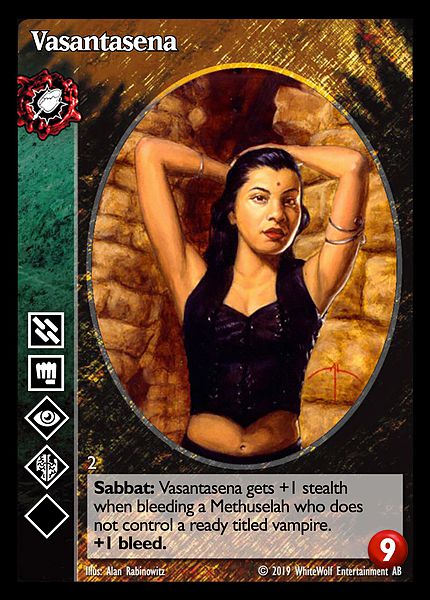 Vasantasena
2
Sabbat: Vasantasena gets +1 stealth
when bleeding a Methuselah who does
not control a ready titled vampire.
+1 bleed.
9
Illus: Alan Rabinowitz © 2019 WhiteWolf Entertainment AB